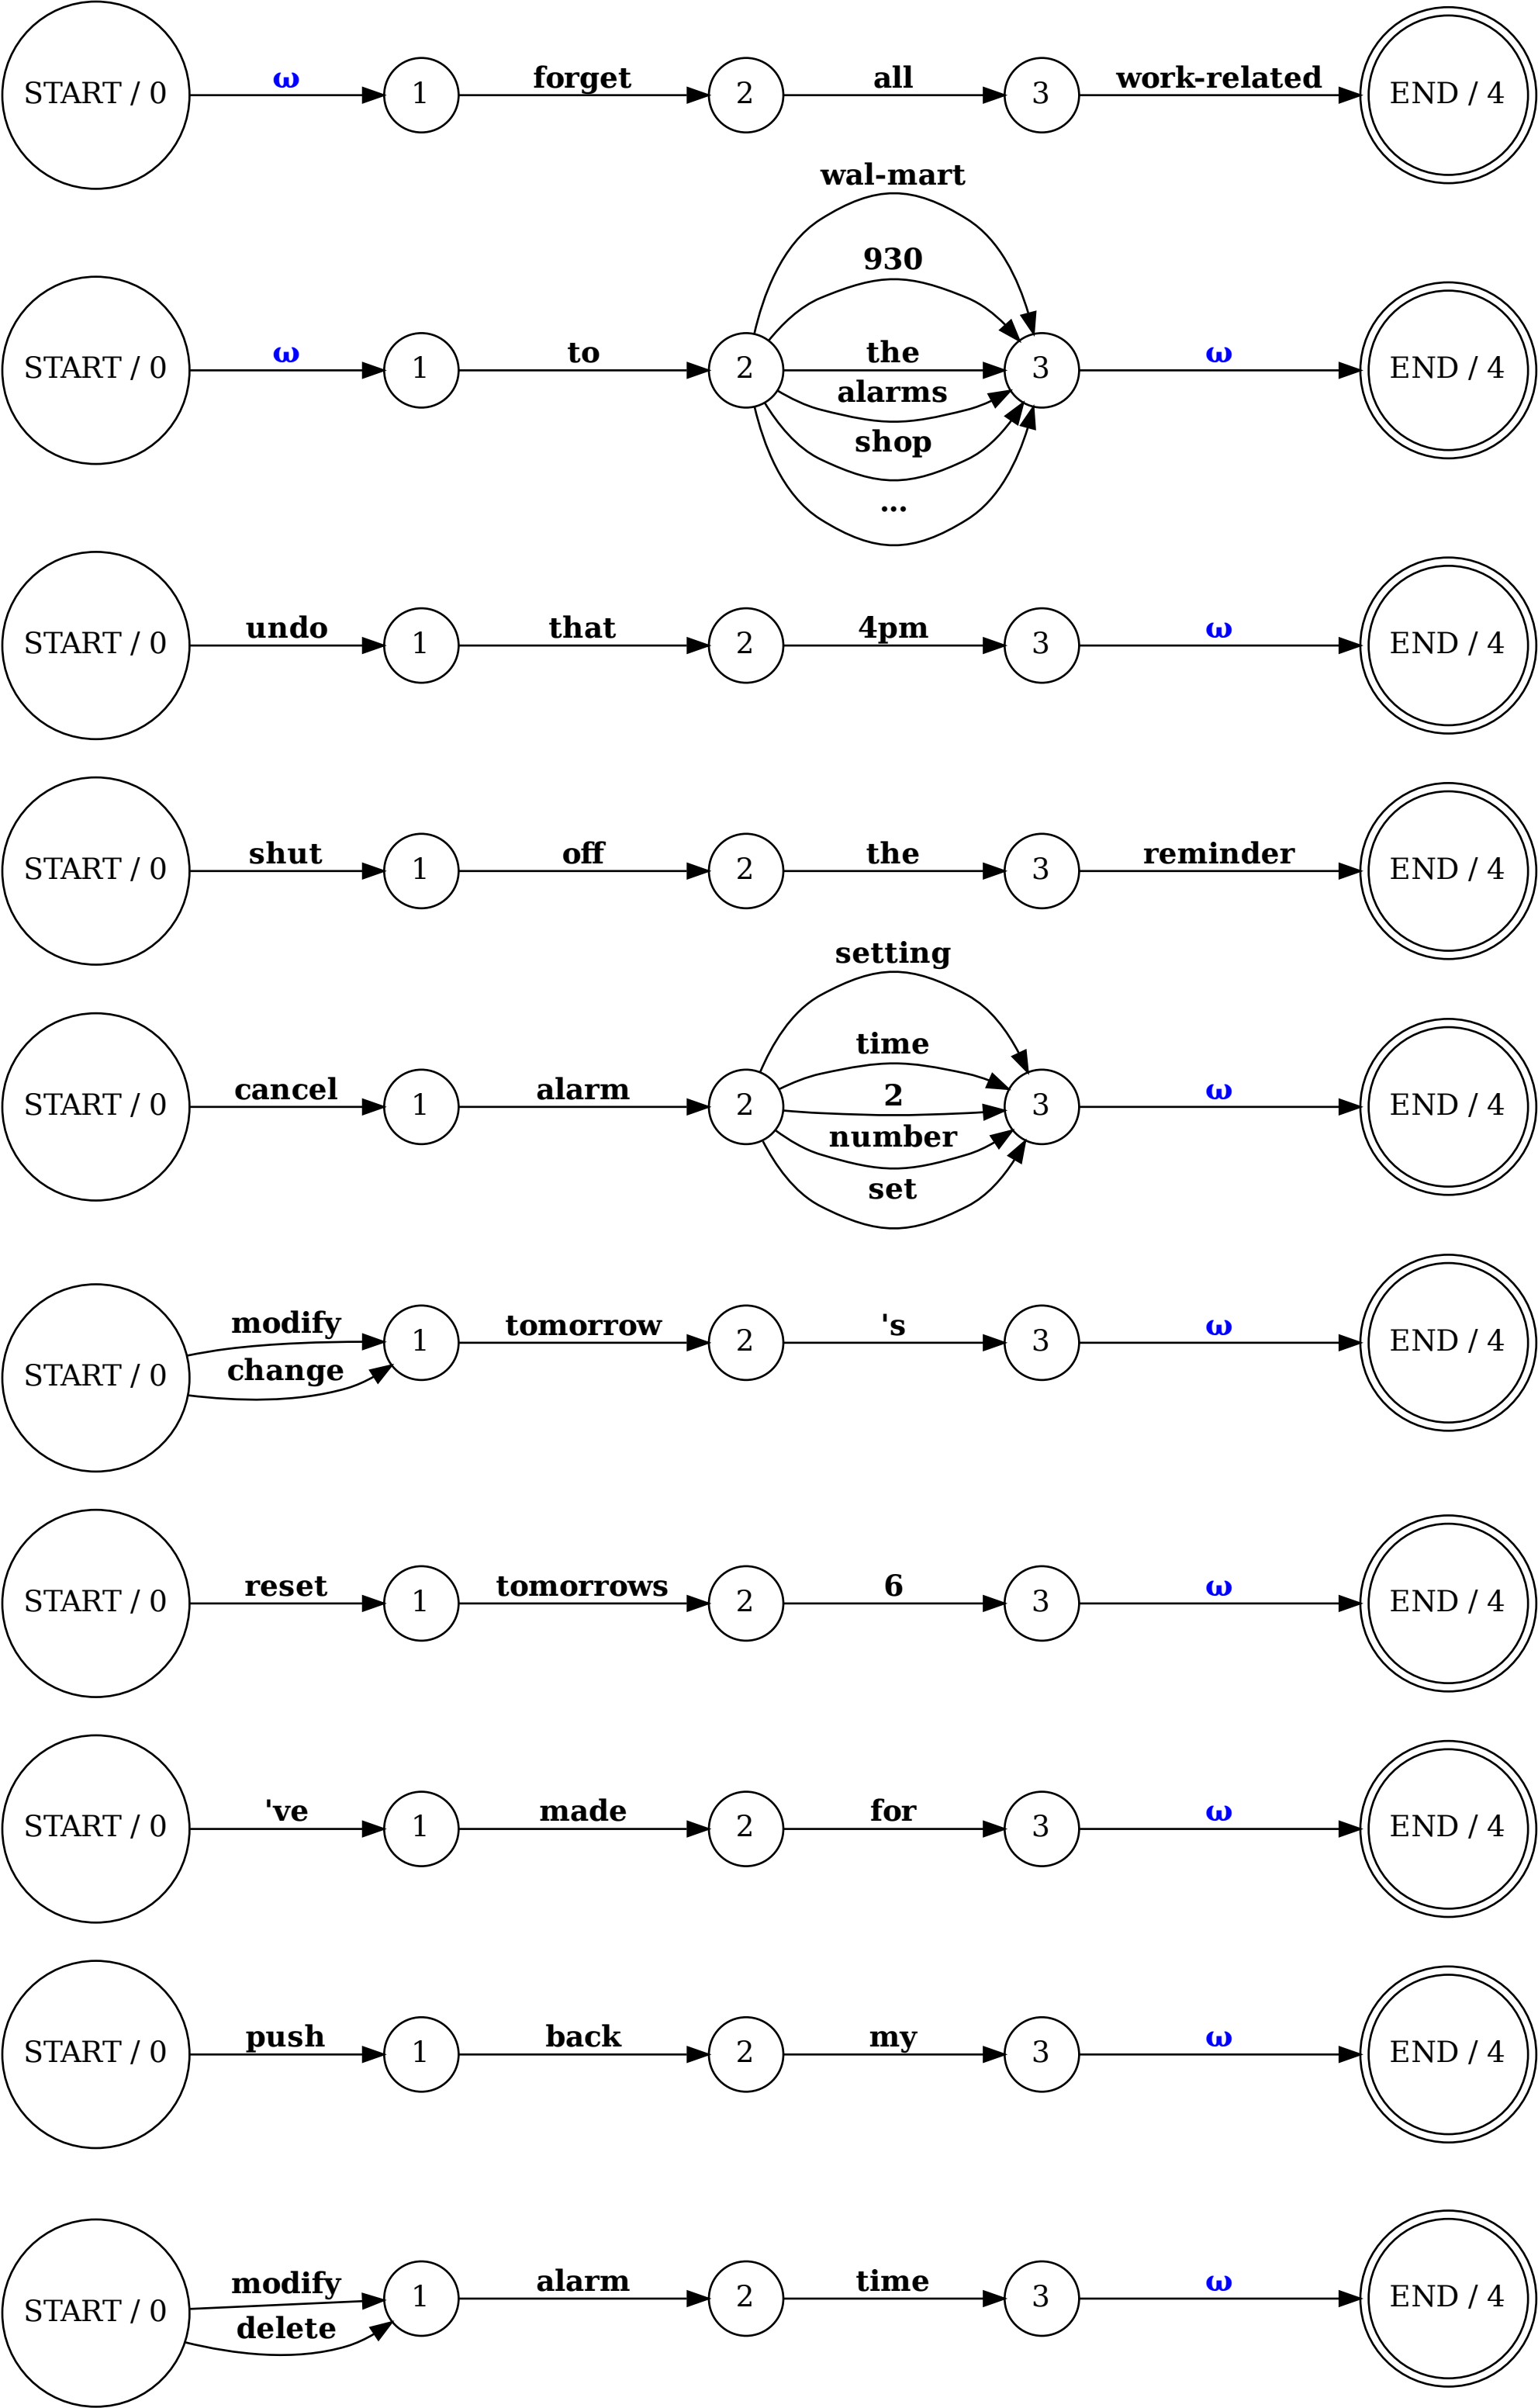 START / 0 ω 1 forget 2 all 3 work-related END / 4
wal-mart
930
START / 0 ω 1 to 2 the 3 ω END / 4
alarms
shop
...
START / 0 undo 1 that 2 4pm 3 ω END / 4
START / 0 shut 1 off 2 the 3 reminder END / 4
setting
time
START / 0 cancel 1 alarm 2 2 3 ω END / 4
number
set
START / 0 modify 1 tomorrow 2 's 3 ω END / 4
change
START / 0 reset 1 tomorrows 2 6 3 ω END / 4
START / 0 've 1 made 2 for 3 ω END / 4
START / 0 push 1 back 2 my 3 ω END / 4
START / 0 modify 1 alarm 2 time 3 ω END / 4
delete